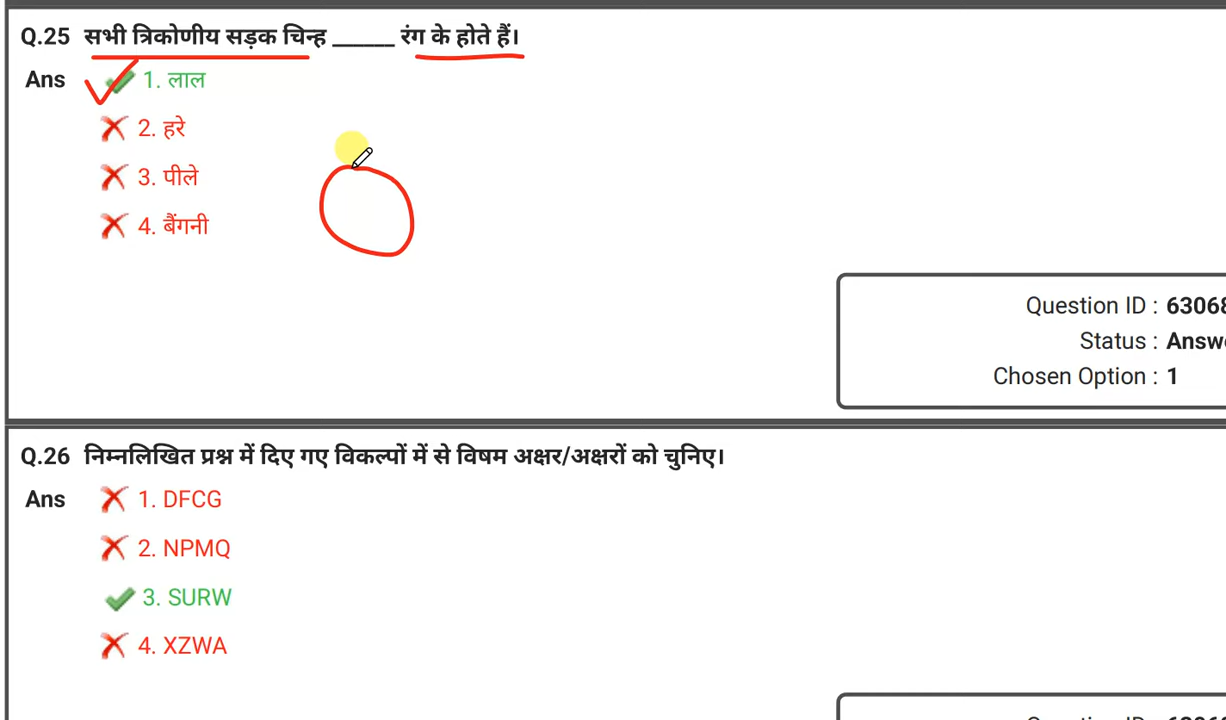 Q.25 सभी त्रिकोणीय सड़क चिन्ह ______ रंग के होते हैं।
Ans 1. लाल
2. हरे
3. पीले
4. बैंगनी
Question ID : 6306
Status : Answ
Chosen Option : 1
Q.26 निम्नलिखित प्रश्न में दिए गए विकल्पों में से विषम अक्षर/अक्षरों को चुनिए।
Ans 1. DFCG
2. NPMQ
3. SURW
4. XZWA